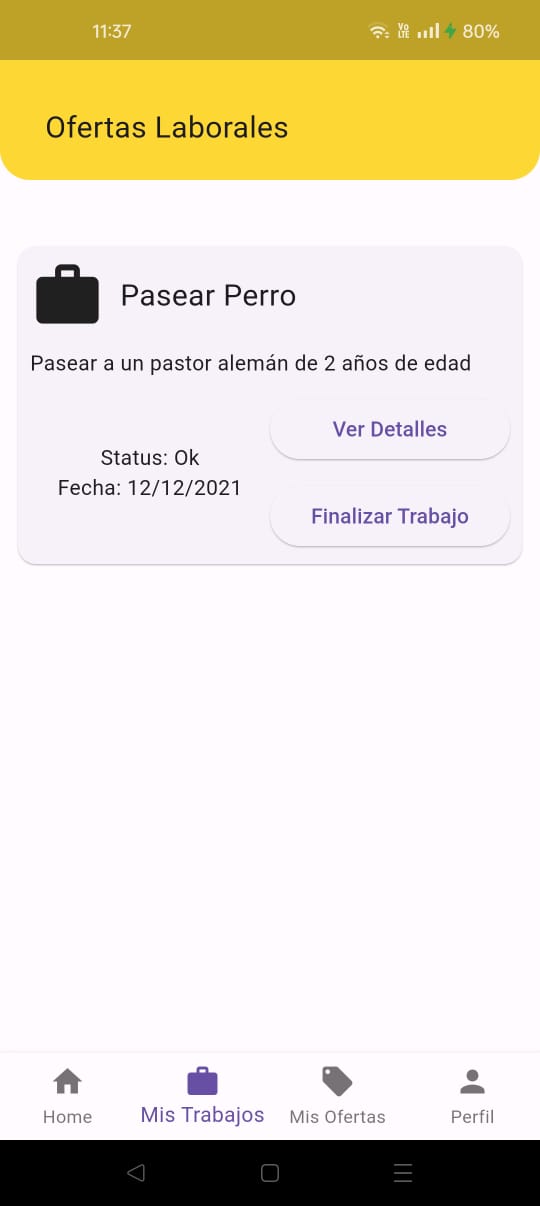 11:37
Vo LTE 80%
Ofertas Laborales
Pasear Perro
Pasear a un pastor alemán de 2 años de edad
Ver Detalles
Status: Ok
Fecha: 12/12/2021
Finalizar Trabajo
Home
Mis Trabajos
Mis Ofertas
Perfil